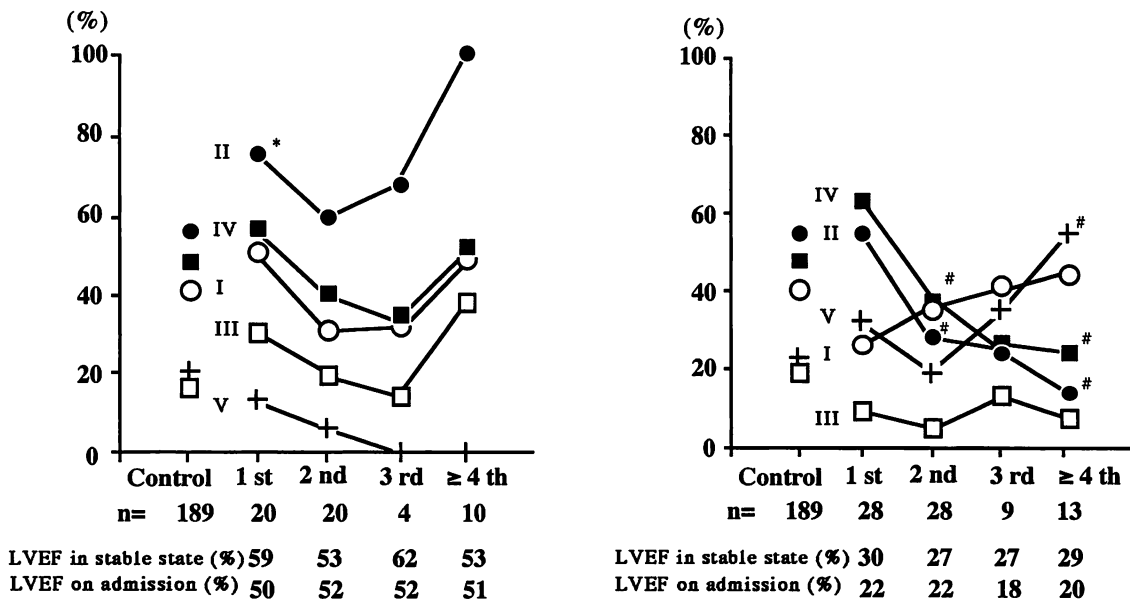 (%)
100
80
60
40
20
0
II
*
IV
I
III
V
Control 1 st 2 nd 3 rd ≥ 4 th
n= 189 20 20 4 10
LVEF in stable state (%) 59 53 62 53
LVEF on admission (%) 50 52 52 51
(%)
100
80
60
40
20
0
IV
II
V
I
III
#
#
#
#
#
Control 1 st 2 nd 3 rd ≥ 4 th
n= 189 28 28 9 13
LVEF in stable state (%) 30 27 27 29
LVEF on admission (%) 22 22 18 20